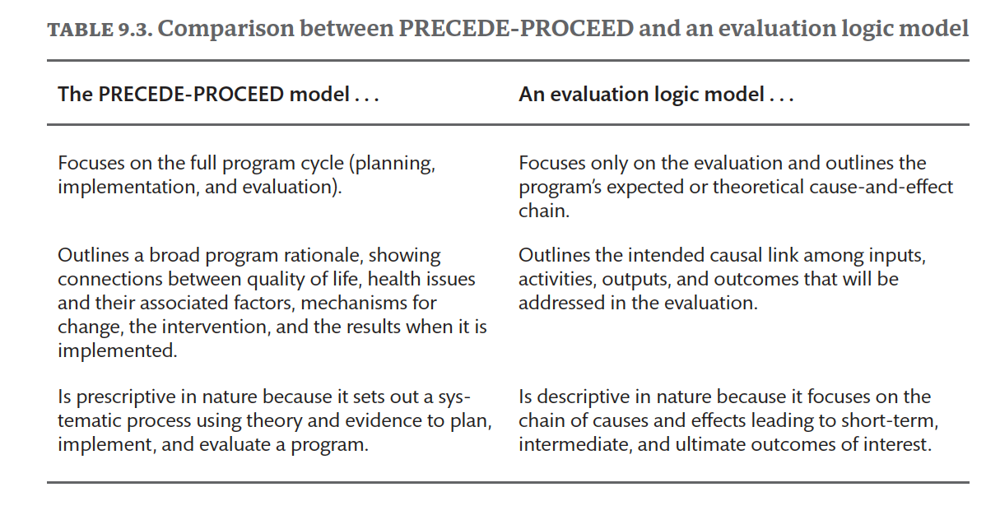 TABLE 9.3. Comparison between PRECEDE-PROCEED and an evaluation logic model
The PRECEDE-PROCEED model . . .
An evaluation logic model . . .
Focuses on the full program cycle (planning,
implementation, and evaluation).
Focuses only on the evaluation and outlines the
program’s expected or theoretical cause-and-effect
chain.
Outlines a broad program rationale, showing
connections between quality of life, health issues
and their associated factors, mechanisms for
change, the intervention, and the results when it is
implemented.
Outlines the intended causal link among inputs,
activities, outputs, and outcomes that will be
addressed in the evaluation.
Is prescriptive in nature because it sets out a sys-
tematic process using theory and evidence to plan,
implement, and evaluate a program.
Is descriptive in nature because it focuses on the
chain of causes and effects leading to short-term,
intermediate, and ultimate outcomes of interest.